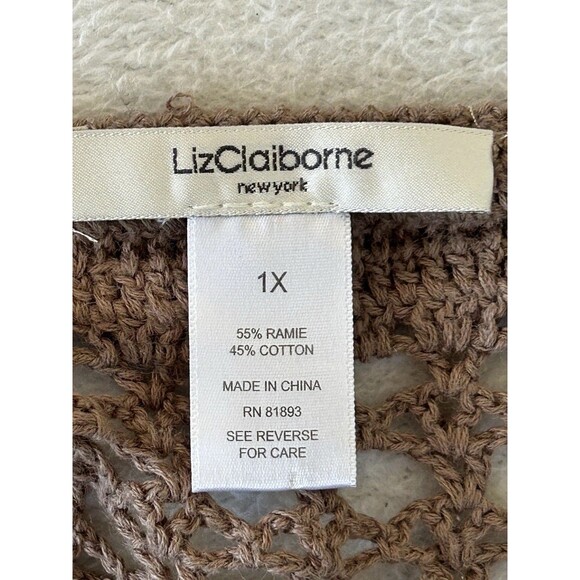 LizClaiborne
newyork
1X
55% RAMIE
45% COTTON
MADE IN CHINA
RN 81893
SEE REVERSE
FOR CARE